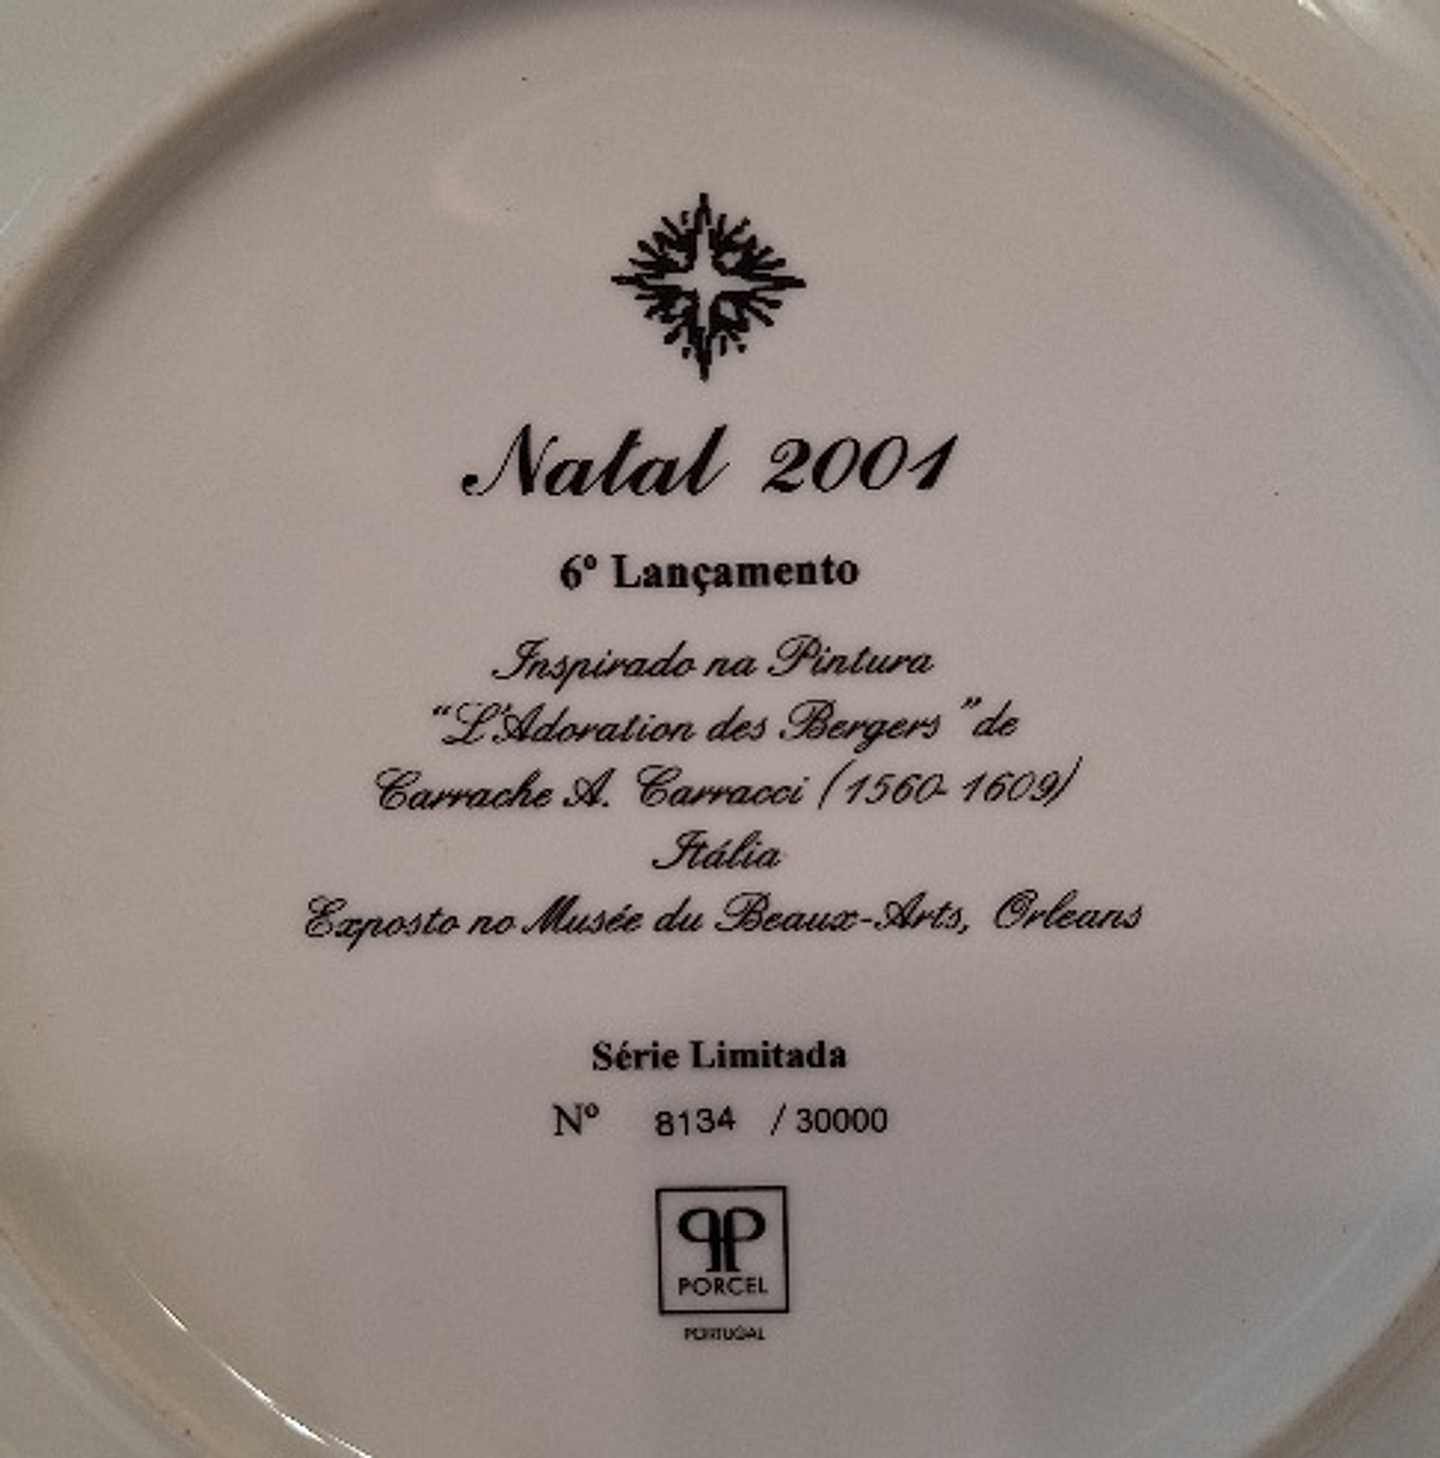 Natal 2001
6º Lançamento
Inspirado na Pintura
“L'Adoration des Bergers ” de
Carrache A. Carracci (1560- 1609)
Itália
Exposto no Musée du Beaux-Arts, Orleans
Série Limitada
Nº 8134 / 30000
PP
PORCEL
PORTUGAL